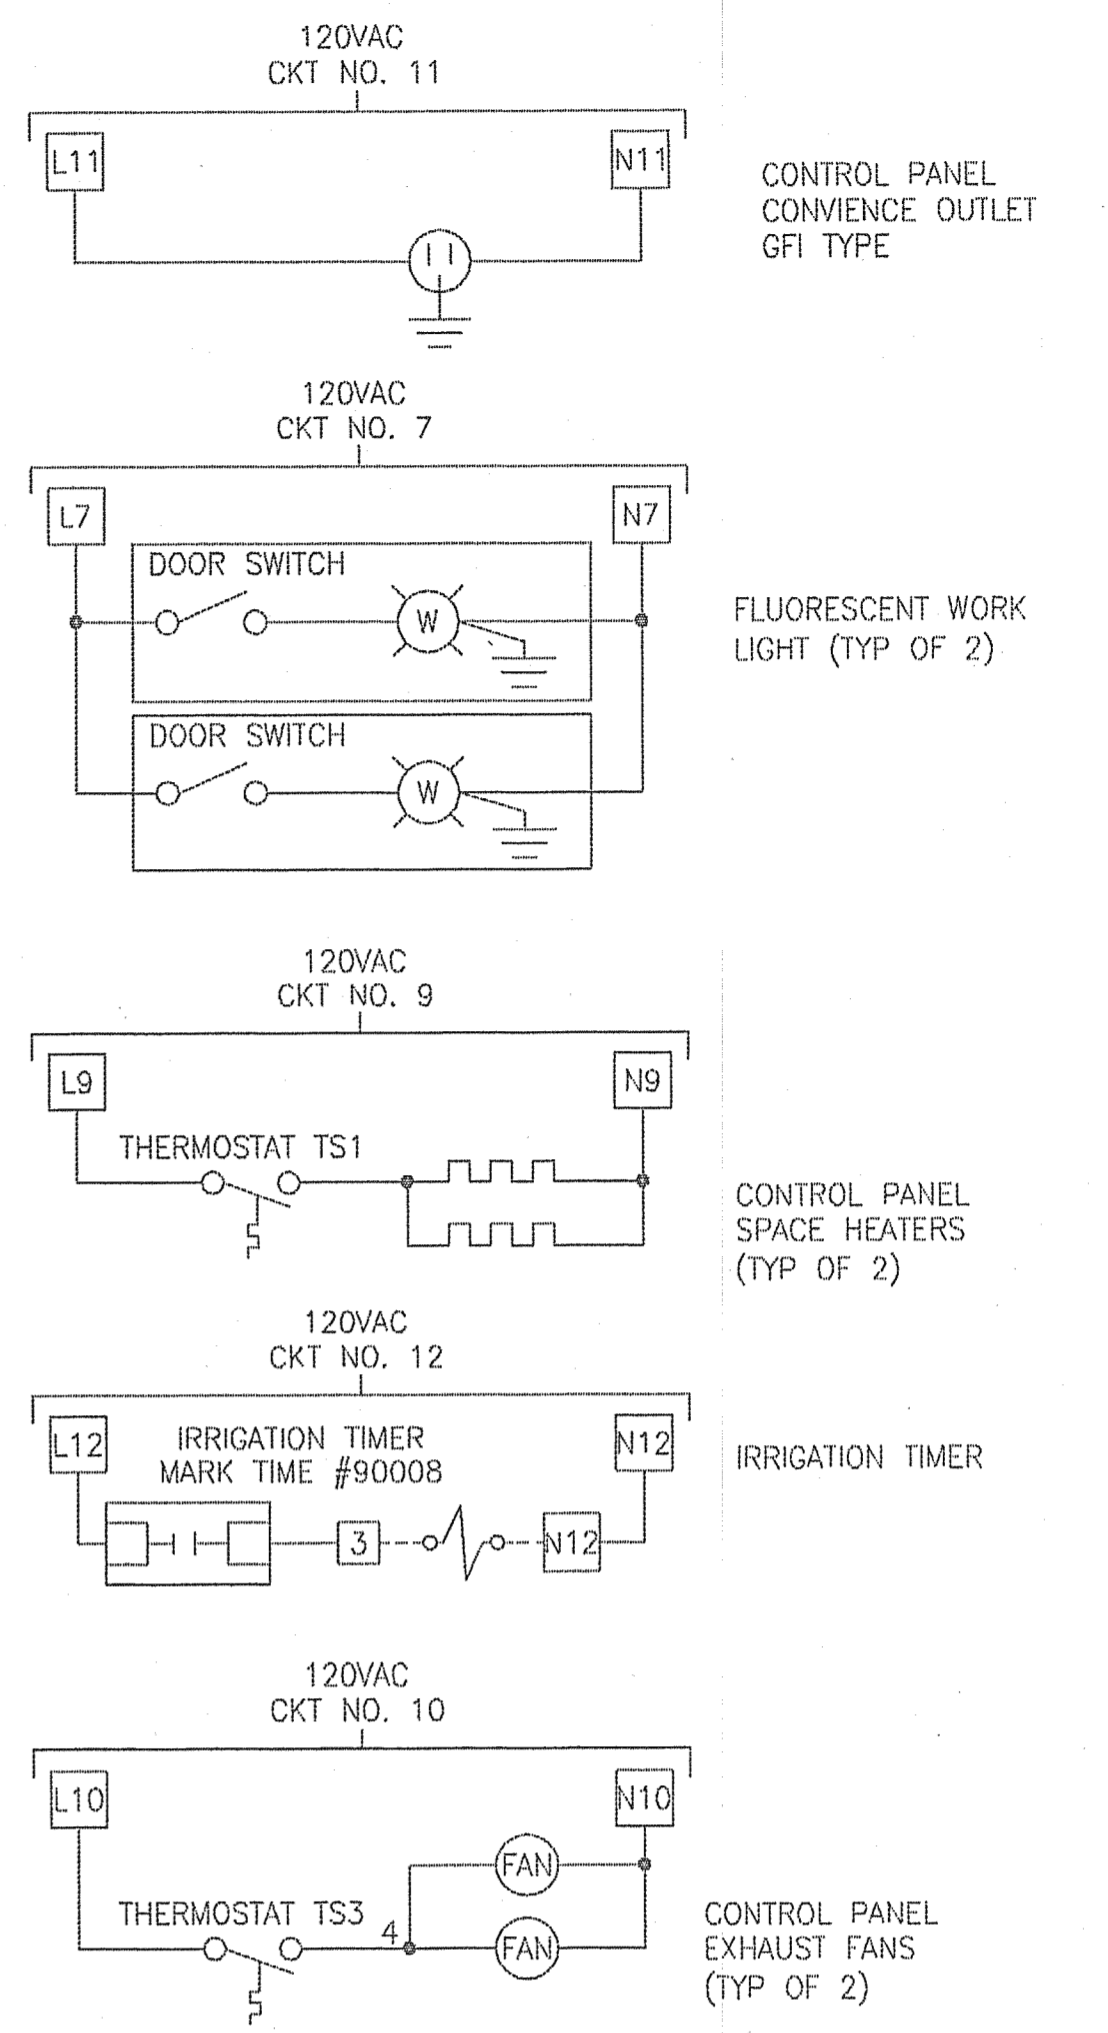 120VAC
CKT NO. 11
L11
N11
CONTROL PANEL
CONVIENCE OUTLET
GFI TYPE
120VAC
CKT NO. 7
L7
N7
DOOR SWITCH
W
FLUORESCENT WORK
LIGHT (TYP OF 2)
DOOR SWITCH
W
120VAC
CKT NO. 9
L9
N9
THERMOSTAT TS1
CONTROL PANEL
SPACE HEATERS
(TYP OF 2)
120VAC
CKT NO. 12
L12
N12
IRRIGATION TIMER
MARK TIME #90008
IRRIGATION TIMER
3
N12
120VAC
CKT NO. 10
L10
N10
FAN
THERMOSTAT TS3
4
FAN
CONTROL PANEL
EXHAUST FANS
(TYP OF 2)